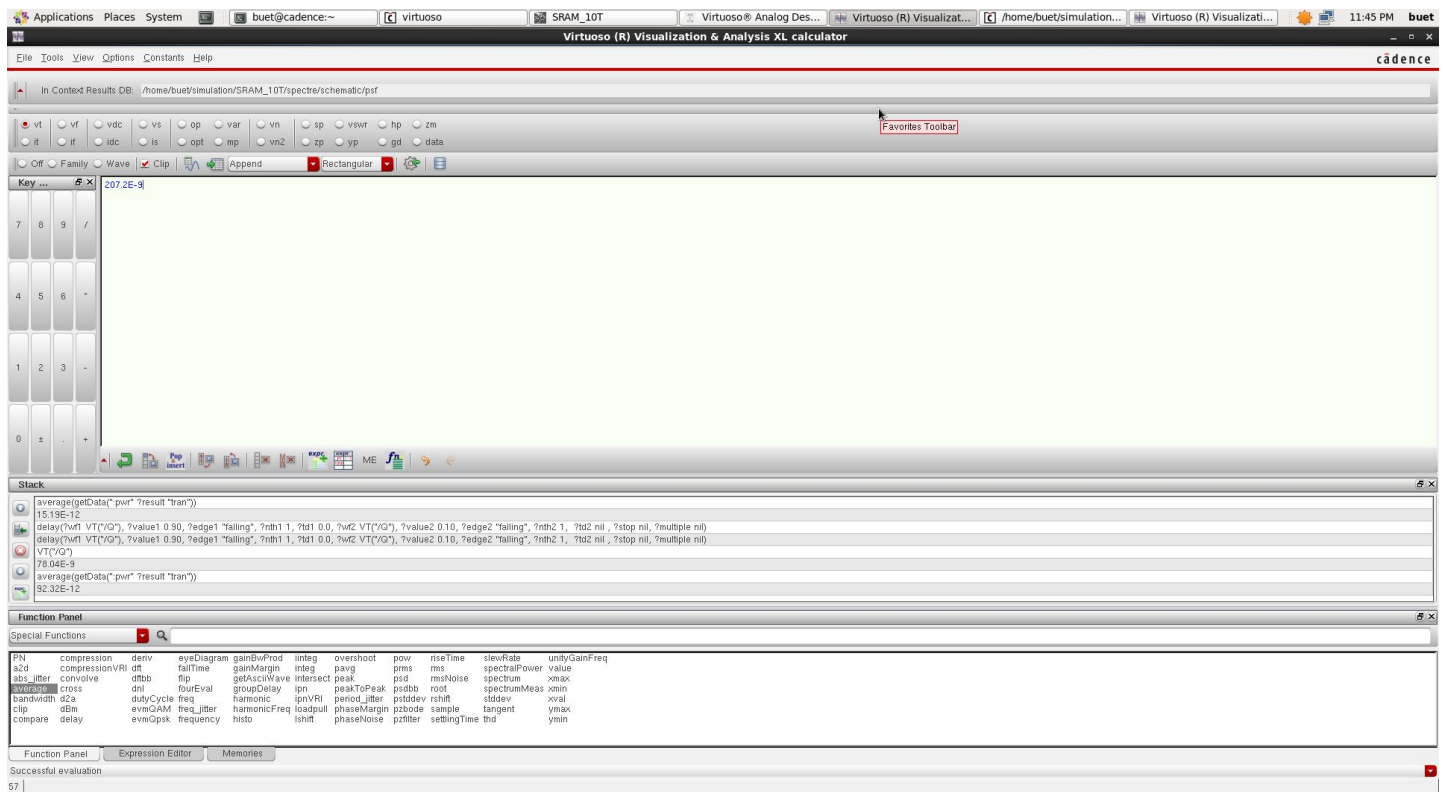 Applications Places System buet@cadence:~ virtuoso SRAM_10T Virtuoso® Analog Des... Virtuoso (R) Visualizat... /home/buet/simulation... Virtuoso (R) Visualizati... 11:45 PM buet
Virtuoso (R) Visualization & Analysis XL calculator
File Tools View Options Constants Help cādence
In Context Results DB: /home/buet/simulation/SRAM_10T/spectre/schematic/psf
Favorites Toolbar
vt vf vdc vs op var vn sp vswr hp zm
it if idc is opt mp vn2 zp yp gd data
Off Family Wave Clip Append Rectangular
Key ...
207.2E-9
7 8 9 /
4 5 6 *
1 2 3 -
0 ± . +
Pop insert expr expr ME fn
Stack
average(getData(":pwr" ?result "tran"))
15.19E-12
delay(?wf1 VT("/Q"), ?value1 0.90, ?edge1 "falling", ?nth1 1, ?td1 0.0, ?wf2 VT("/Q"), ?value2 0.10, ?edge2 "falling", ?nth2 1, ?td2 nil , ?stop nil, ?multiple nil)
delay(?wf1 VT("/Q"), ?value1 0.90, ?edge1 "falling", ?nth1 1, ?td1 0.0, ?wf2 VT("/Q"), ?value2 0.10, ?edge2 "falling", ?nth2 1, ?td2 nil , ?stop nil, ?multiple nil)
VT("/Q")
78.04E-9
average(getData(":pwr" ?result "tran"))
92.32E-12
Function Panel
Special Functions
PN compression deriv eyeDiagram gainBwProd iinteg overshoot pow riseTime slewRate unityGainFreq
a2d compressionVRI dft fallTime gainMargin integ pavg prms rms spectralPower value
abs_jitter convolve dftbb flip getAsciiWave intersect peak psd rmsNoise spectrum xmax
average cross dnl fourEval groupDelay ipn peakToPeak psdbb root spectrumMeas xmin
bandwidth d2a dutyCycle freq harmonic ipnVRI period_jitter pstddev rshift stddev xval
clip dBm evmQAM freq_jitter harmonicFreq loadpull phaseMargin pzbode sample tangent ymax
compare delay evmQpsk frequency histo lshift phaseNoise pzfilter settlingTime thd ymin
Function Panel Expression Editor Memories
Successful evaluation
57